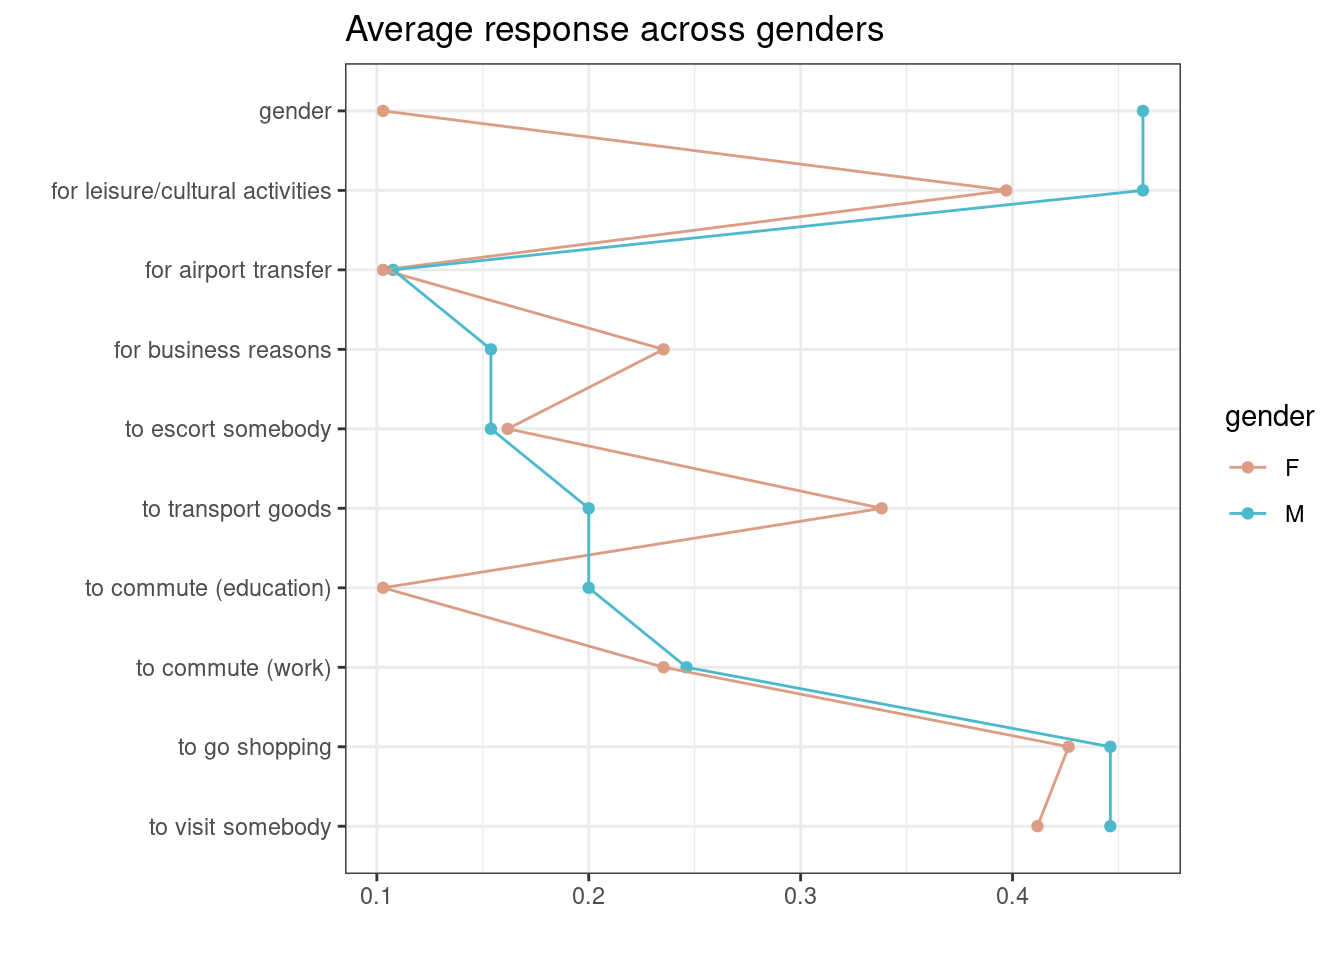 Average response across genders
gender
for leisure/cultural activities
for airport transfer
for business reasons
to escort somebody
to transport goods
to commute (education)
to commute (work)
to go shopping
to visit somebody
0.1 0.2 0.3 0.4
gender
F
M